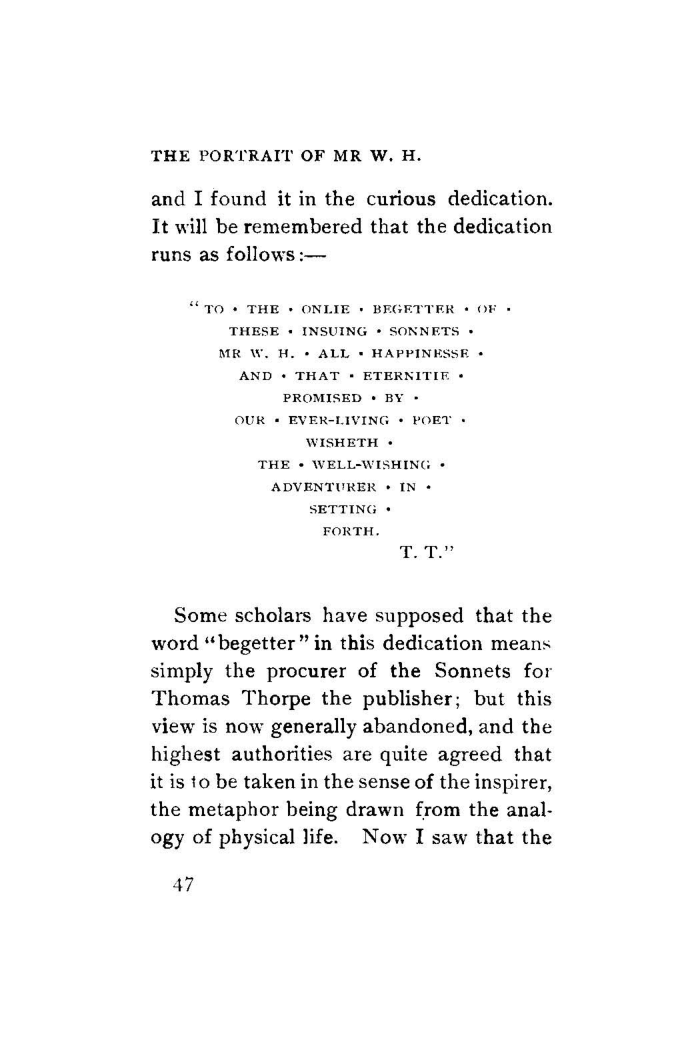 THE PORTRAIT OF MR W. H.
and I found it in the curious dedication.
It will be remembered that the dedication
runs as follows:—
“TO • THE • ONLIE • BEGETTER • OF •
THESE • INSUING • SONNETS •
MR W. H. • ALL • HAPPINESSE •
AND • THAT • ETERNITIE •
PROMISED • BY •
OUR • EVER-LIVING • POET •
WISHETH •
THE • WELL-WISHING •
ADVENTURER • IN •
SETTING •
FORTH.
T. T.”
Some scholars have supposed that the
word “begetter” in this dedication means
simply the procurer of the Sonnets for
Thomas Thorpe the publisher; but this
view is now generally abandoned, and the
highest authorities are quite agreed that
it is to be taken in the sense of the inspirer,
the metaphor being drawn from the anal-
ogy of physical life. Now I saw that the
47